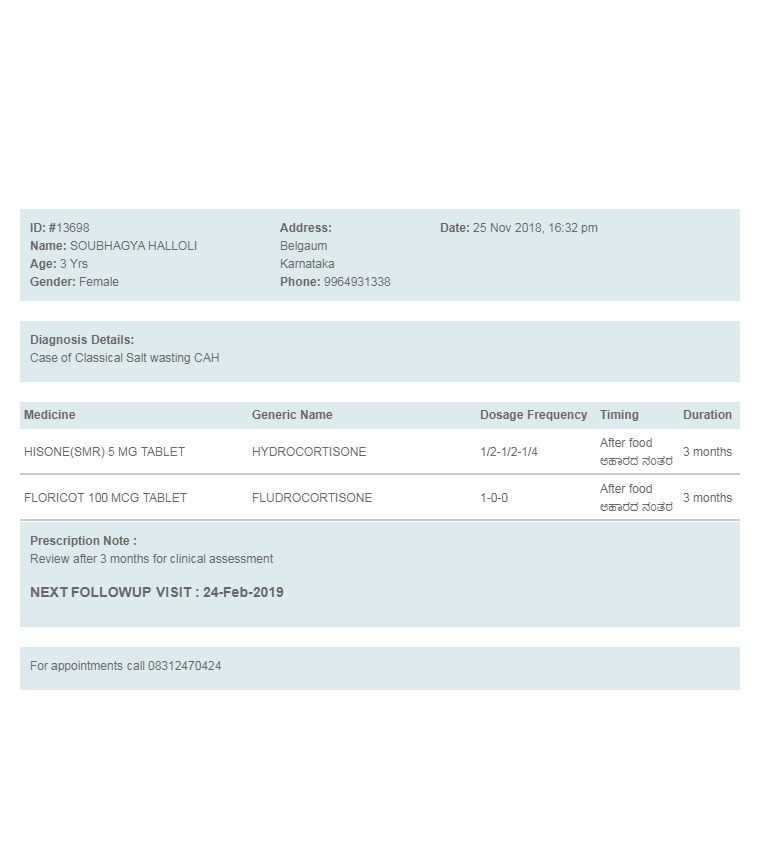 ID: #13698 Address: Date: 25 Nov 2018, 16:32 pm
Name: SOUBHAGYA HALLOLI Belgaum
Age: 3 Yrs Karnataka
Gender: Female Phone: 9964931338
Diagnosis Details:
Case of Classical Salt wasting CAH
Medicine Generic Name Dosage Frequency Timing Duration
HISONE(SMR) 5 MG TABLET HYDROCORTISONE 1/2-1/2-1/4 After food 3 months
ಆಹಾರದ ನಂತರ
FLORICOT 100 MCG TABLET FLUDROCORTISONE 1-0-0 After food 3 months
ಆಹಾರದ ನಂತರ
Prescription Note :
Review after 3 months for clinical assessment
NEXT FOLLOWUP VISIT : 24-Feb-2019
For appointments call 08312470424